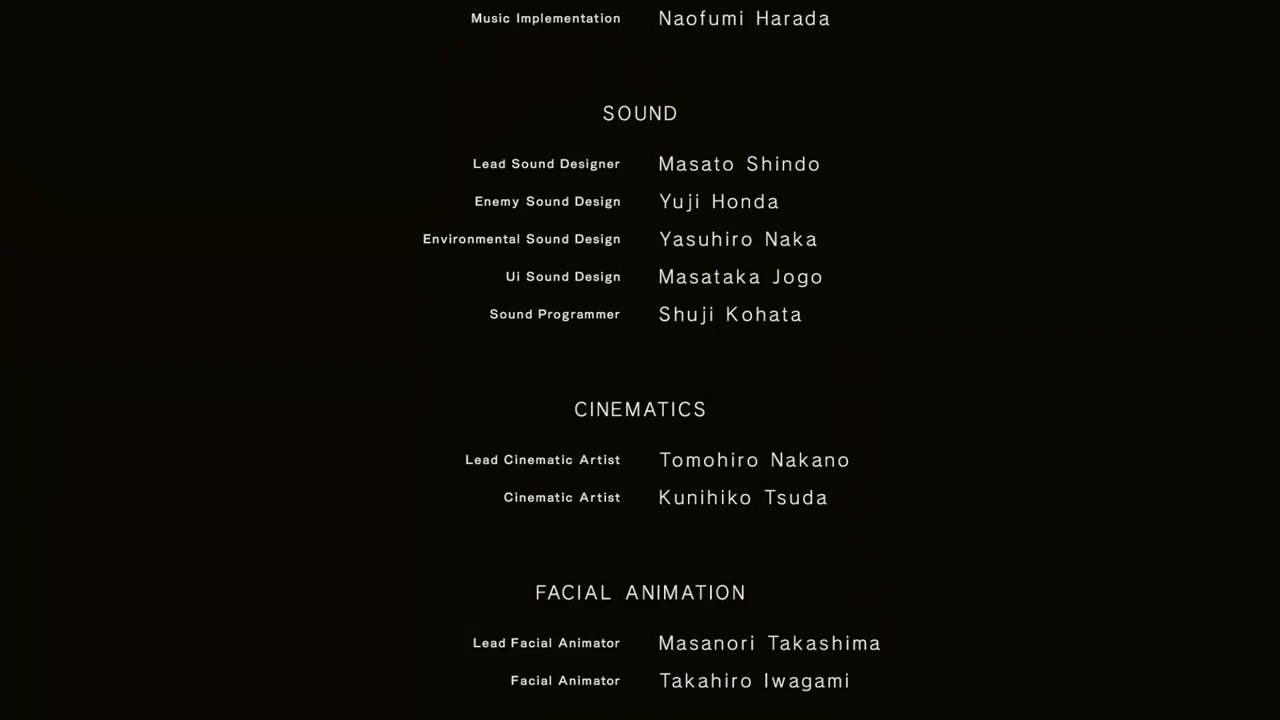 Music Implementation Naofumi Harada
SOUND
Lead Sound Designer Masato Shindo
Enemy Sound Design Yuji Honda
Environmental Sound Design Yasuhiro Naka
Ui Sound Design Masataka Jogo
Sound Programmer Shuji Kohata
CINEMATICS
Lead Cinematic Artist Tomohiro Nakano
Cinematic Artist Kunihiko Tsuda
FACIAL ANIMATION
Lead Facial Animator Masanori Takashima
Facial Animator Takahiro Iwagami